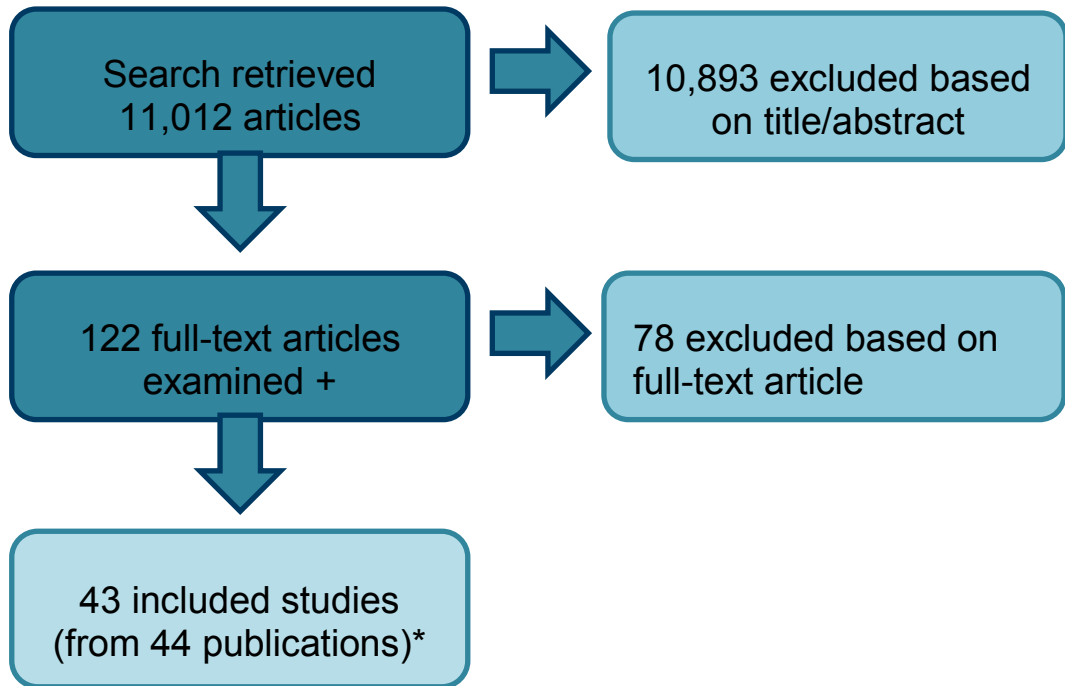 Search retrieved
11,012 articles
10,893 excluded based
on title/abstract
122 full-text articles
examined +
78 excluded based on
full-text article
43 included studies
(from 44 publications)*